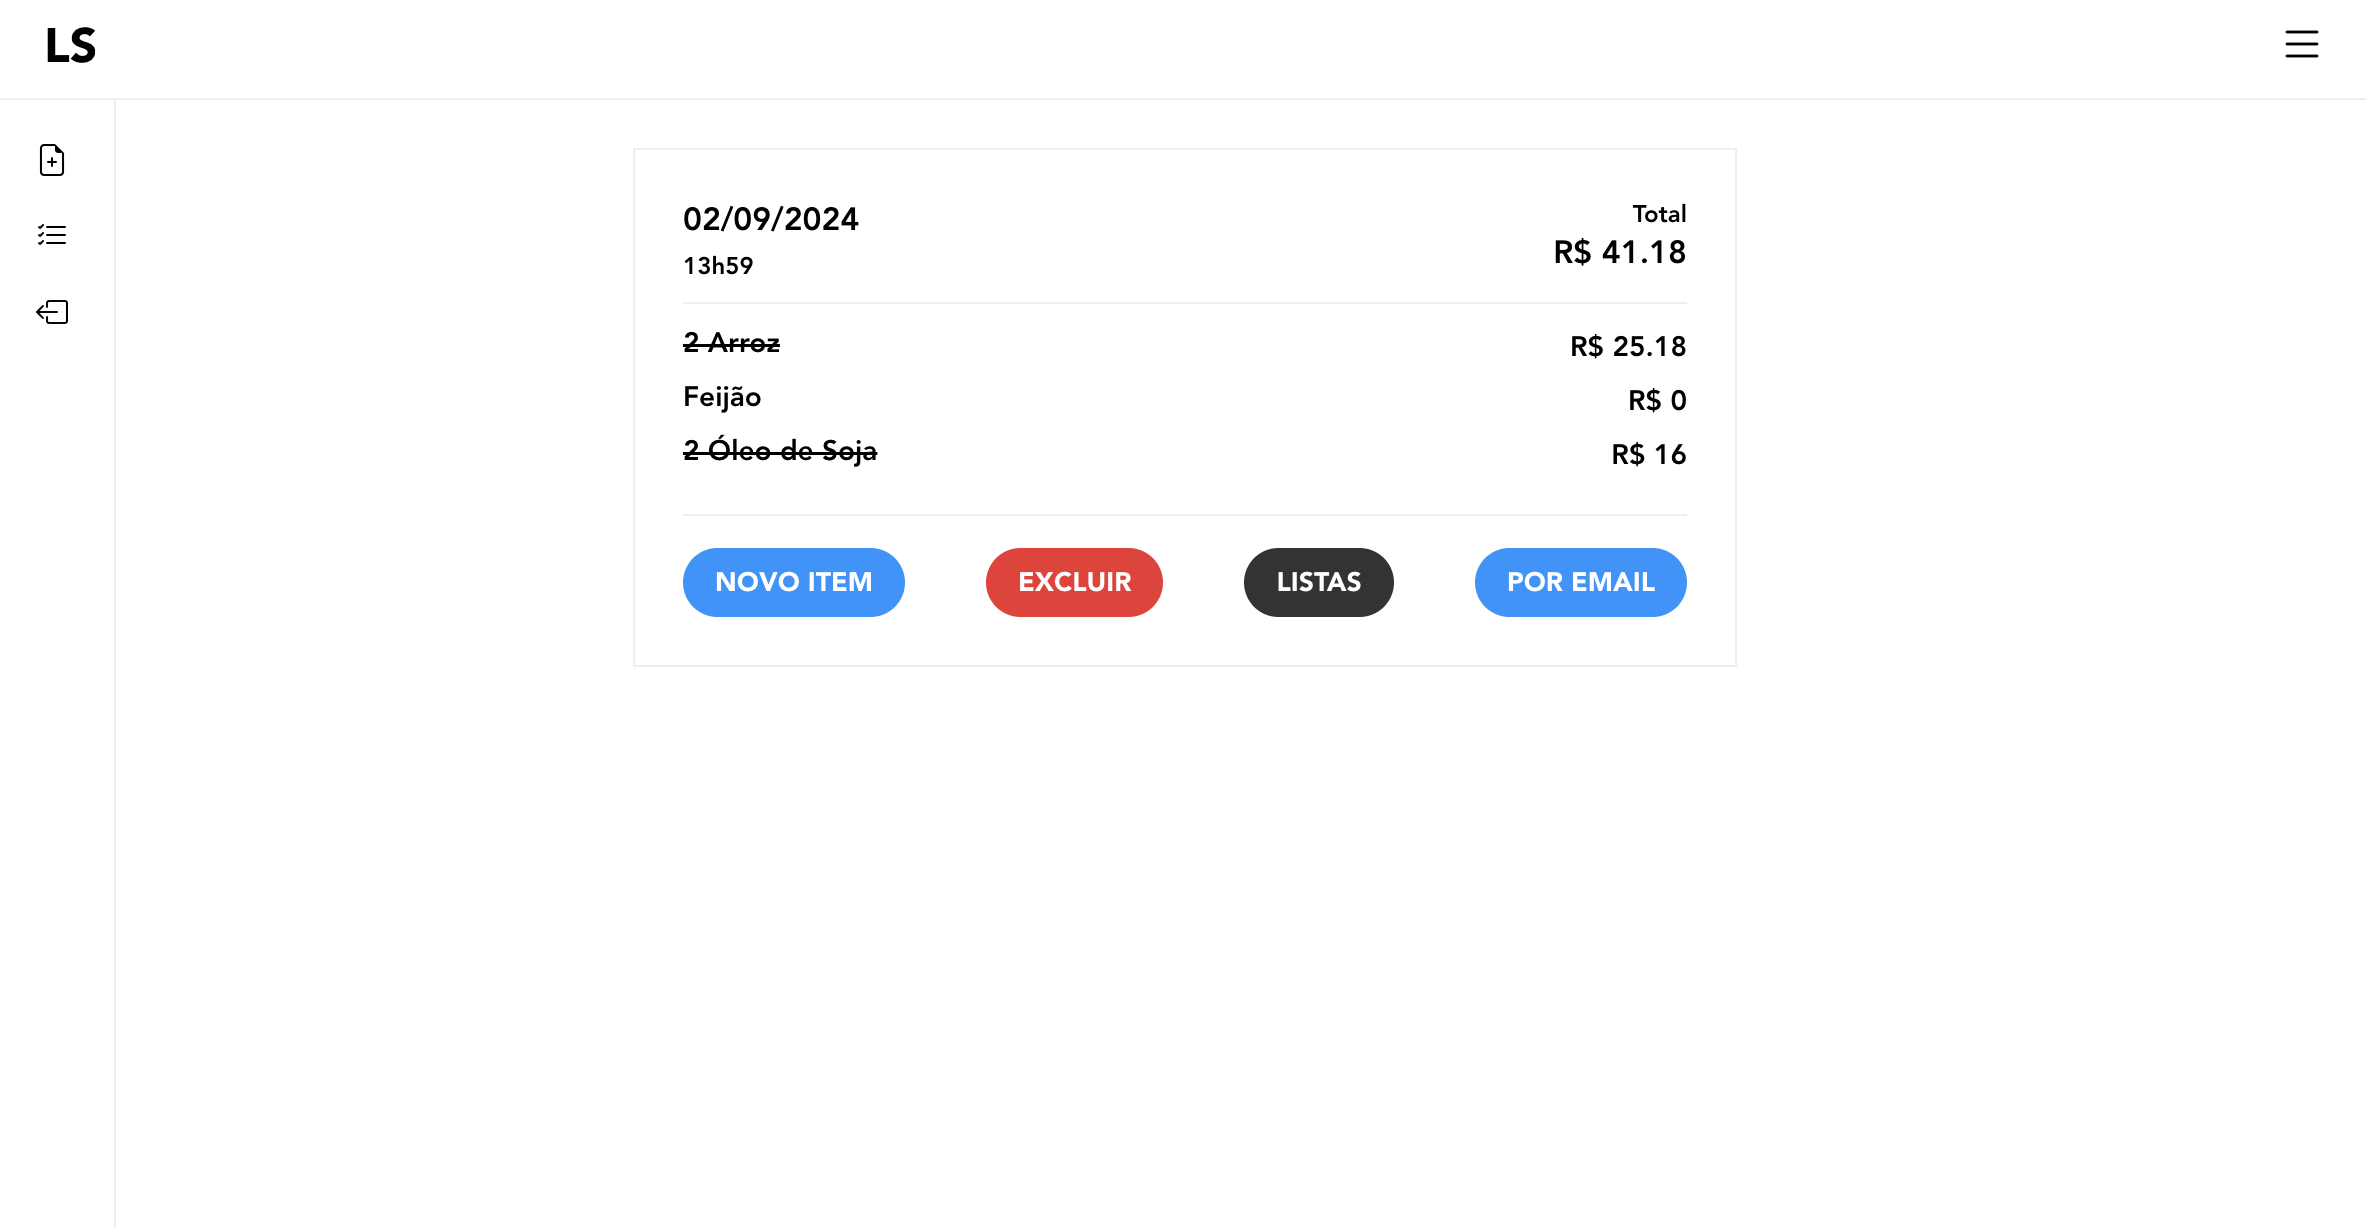 LS
02/09/2024
Total
13h59
R$ 41.18
2 Arroz
R$ 25.18
Feijão
R$ 0
2 Óleo de Soja
R$ 16
NOVO ITEM
EXCLUIR
LISTAS
POR EMAIL